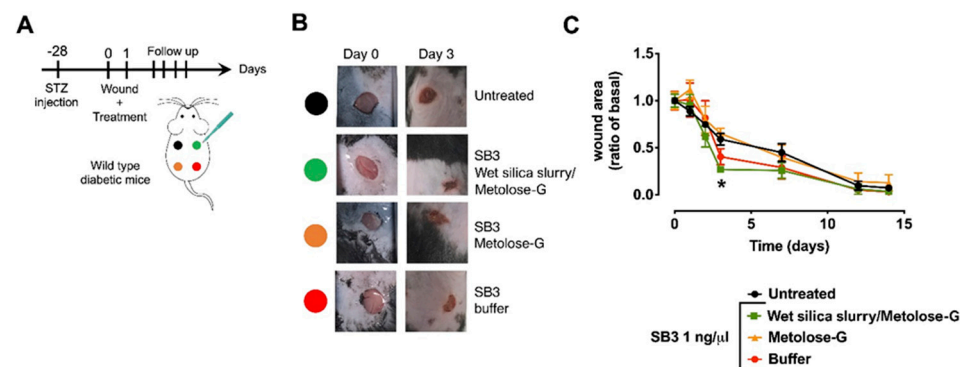 A
-28
0
1
Follow up
Days
STZ
injection
Wound
+
Treatment
Wild type
diabetic mice
B
Day 0
Day 3
Untreated
SB3
Wet silica slurry/
Metolose-G
SB3
Metolose-G
SB3
buffer
C
wound area
(ratio of basal)
1.5
1.0
0.5
0.0
*
0
5
10
15
Time (days)
SB3 1 ng/µl
Untreated
Wet silica slurry/Metolose-G
Metolose-G
Buffer